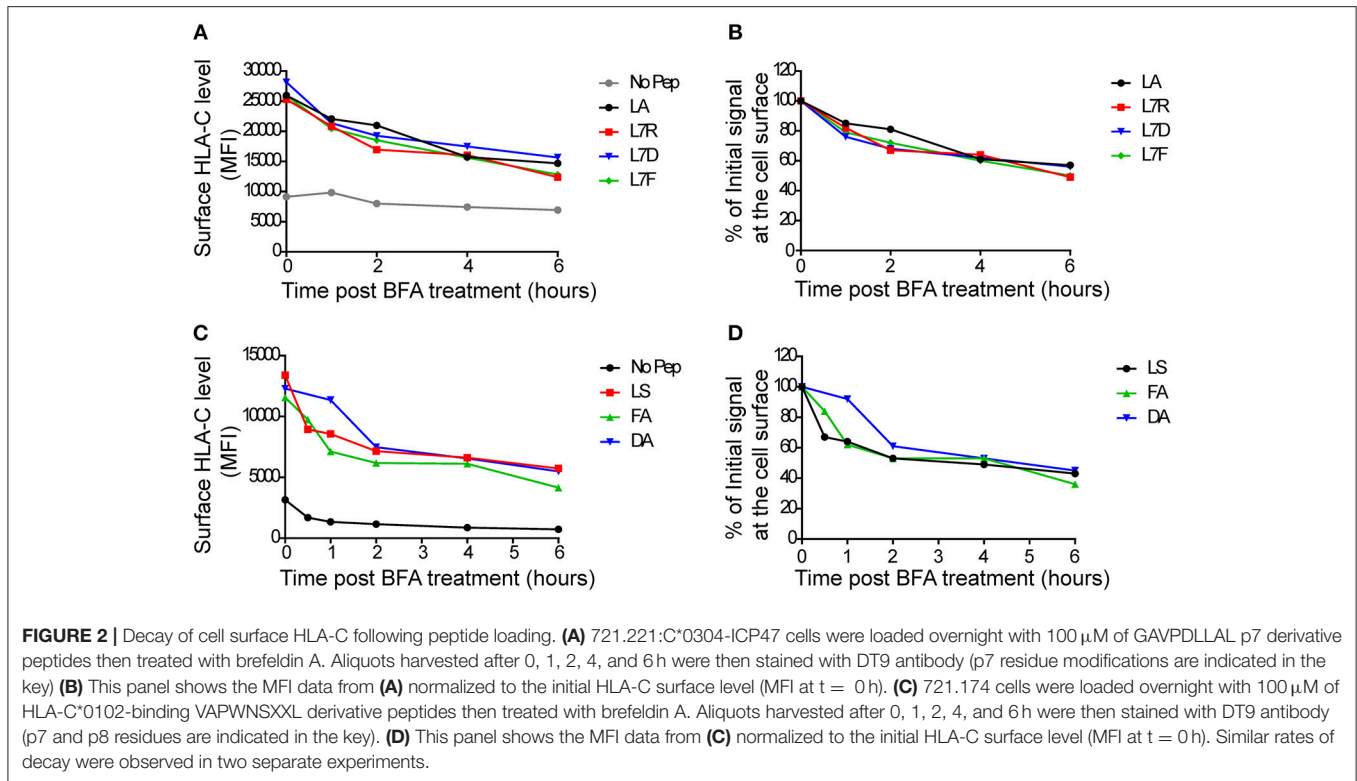 A
Surface HLA-C level
(MFI)
30000
25000
20000
15000
10000
5000
0
0 2 4 6
Time post BFA treatment (hours)
No Pep
LA
L7R
L7D
L7F
B
% of Initial signal
at the cell surface
120
100
80
60
40
20
0
0 2 4 6
Time post BFA treatment (hours)
LA
L7R
L7D
L7F
C
Surface HLA-C level
(MFI)
15000
10000
5000
0
0 1 2 3 4 5 6
Time post BFA treatment (hours)
No Pep
LS
FA
DA
D
% of Initial signal
at the cell surface
120
100
80
60
40
20
0
0 1 2 3 4 5 6
Time post BFA treatment (hours)
LS
FA
DA
FIGURE 2 | Decay of cell surface HLA-C following peptide loading. (A) 721.221:C*0304-ICP47 cells were loaded overnight with 100 μM of GAVPDLLAL p7 derivative
peptides then treated with brefeldin A. Aliquots harvested after 0, 1, 2, 4, and 6 h were then stained with DT9 antibody (p7 residue modifications are indicated in the
key) (B) This panel shows the MFI data from (A) normalized to the initial HLA-C surface level (MFI at t = 0 h). (C) 721.174 cells were loaded overnight with 100 μM of
HLA-C*0102-binding VAPWNSXXL derivative peptides then treated with brefeldin A. Aliquots harvested after 0, 1, 2, 4, and 6 h were then stained with DT9 antibody
(p7 and p8 residues are indicated in the key). (D) This panel shows the MFI data from (C) normalized to the initial HLA-C surface level (MFI at t = 0 h). Similar rates of
decay were observed in two separate experiments.